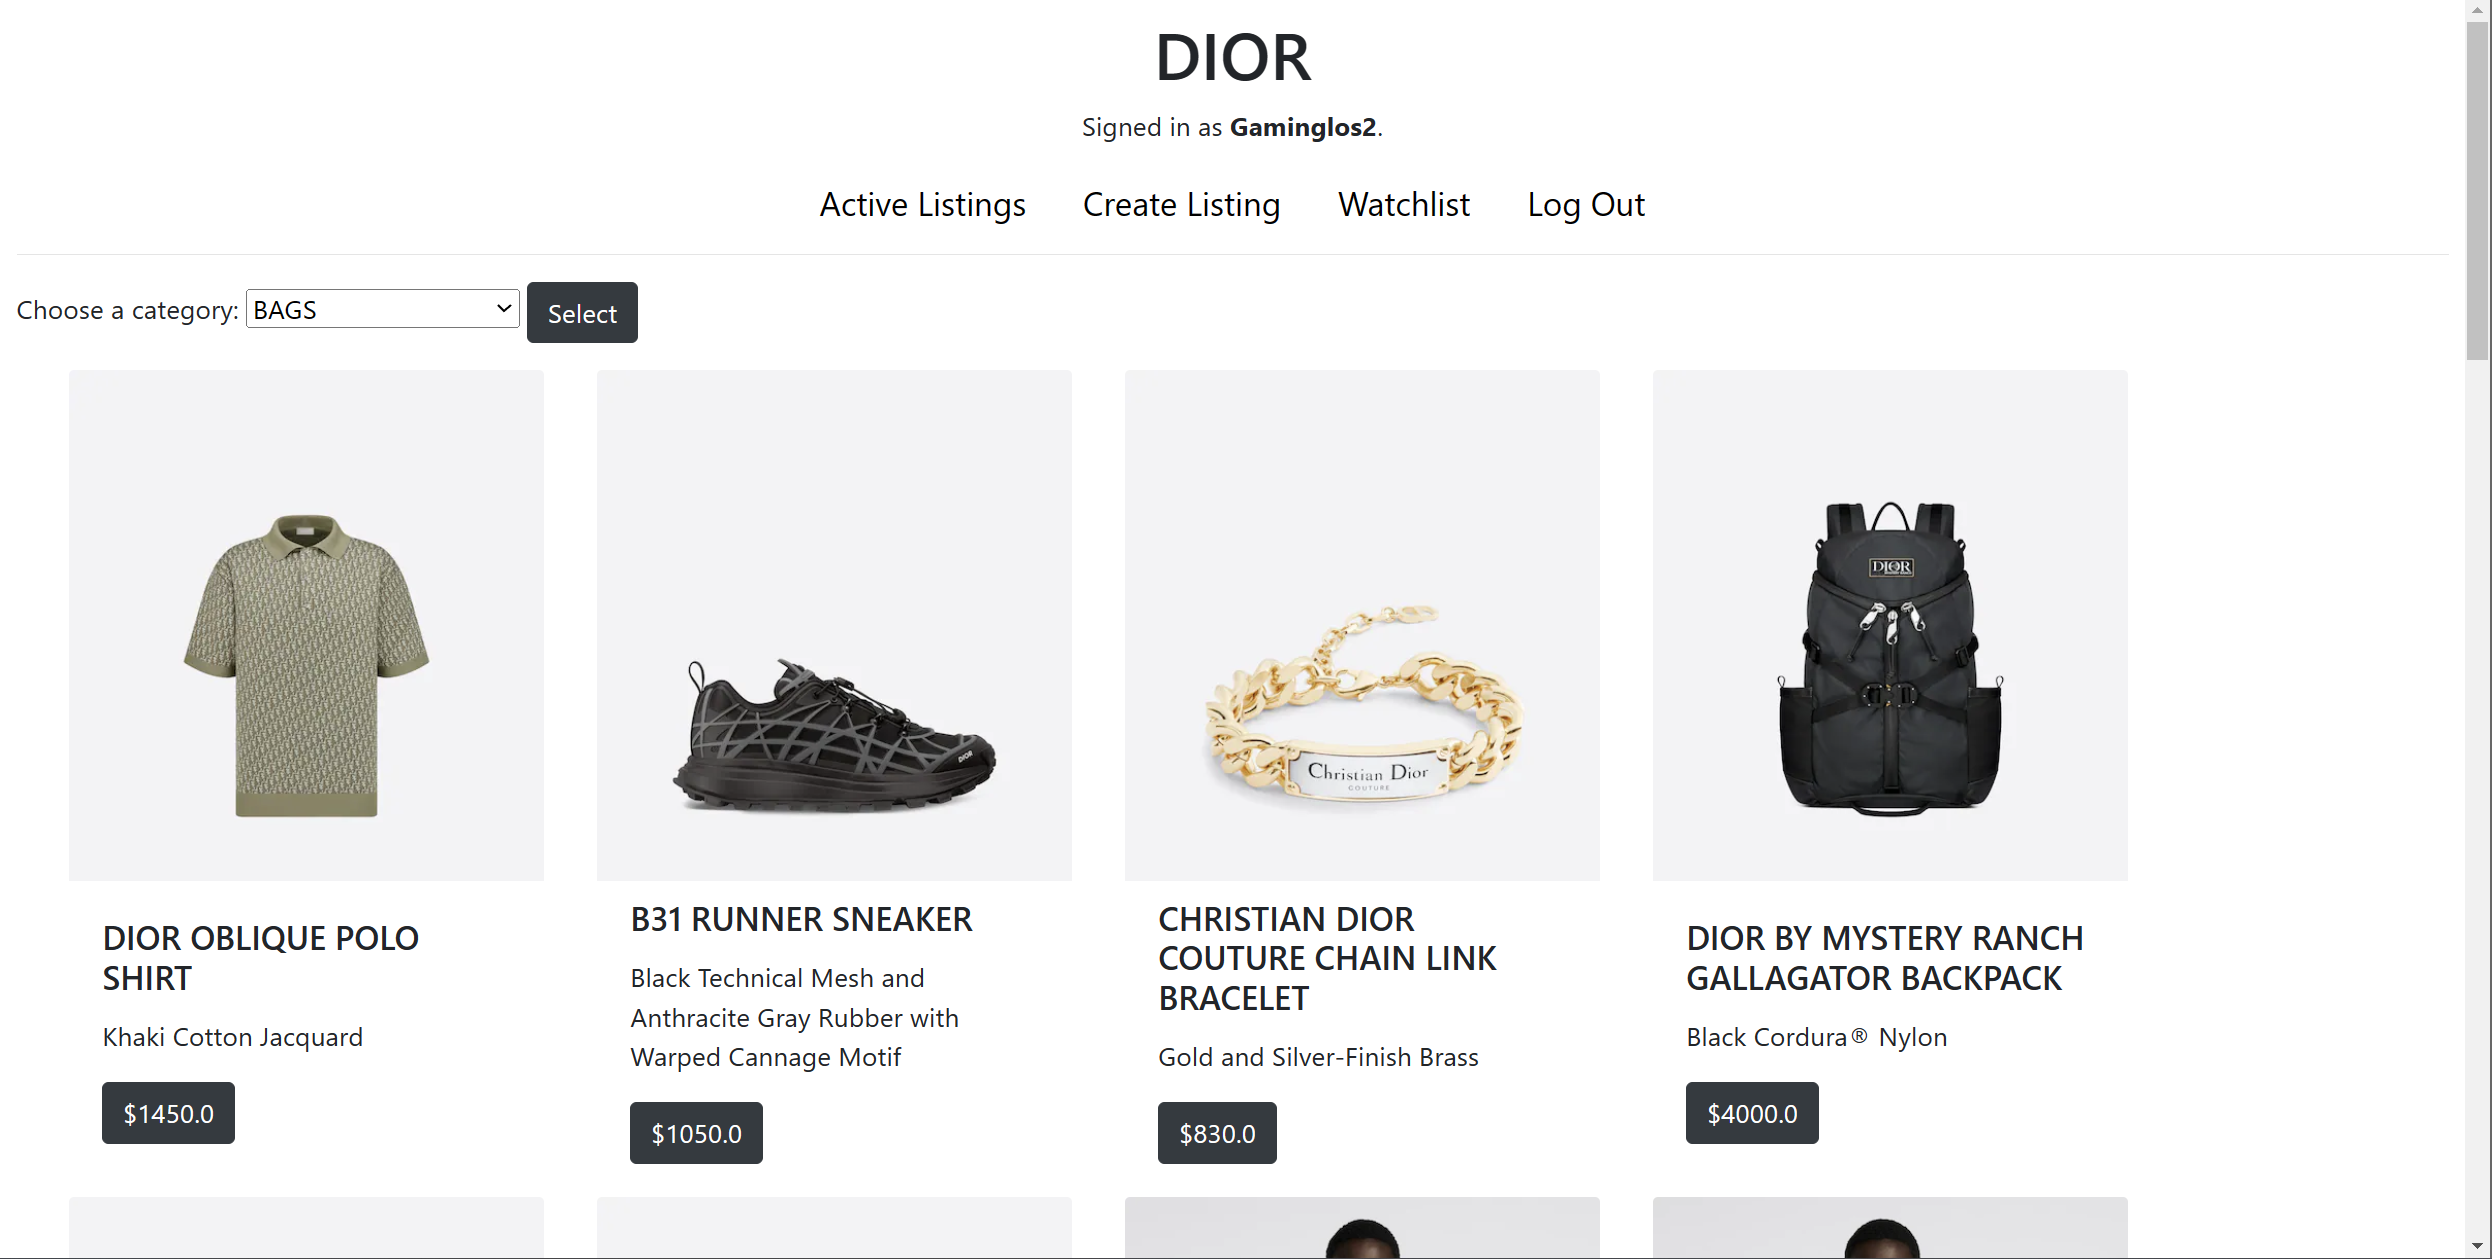 DIOR
Signed in as Gaminglos2.
Active Listings Create Listing Watchlist Log Out
Choose a category: BAGS Select
DIOR
DIOR
Christian Dior
COUTURE
DIOR OBLIQUE POLO
SHIRT
Khaki Cotton Jacquard
$1450.0
B31 RUNNER SNEAKER
Black Technical Mesh and
Anthracite Gray Rubber with
Warped Cannage Motif
$1050.0
CHRISTIAN DIOR
COUTURE CHAIN LINK
BRACELET
Gold and Silver-Finish Brass
$830.0
DIOR BY MYSTERY RANCH
GALLAGATOR BACKPACK
Black Cordura® Nylon
$4000.0